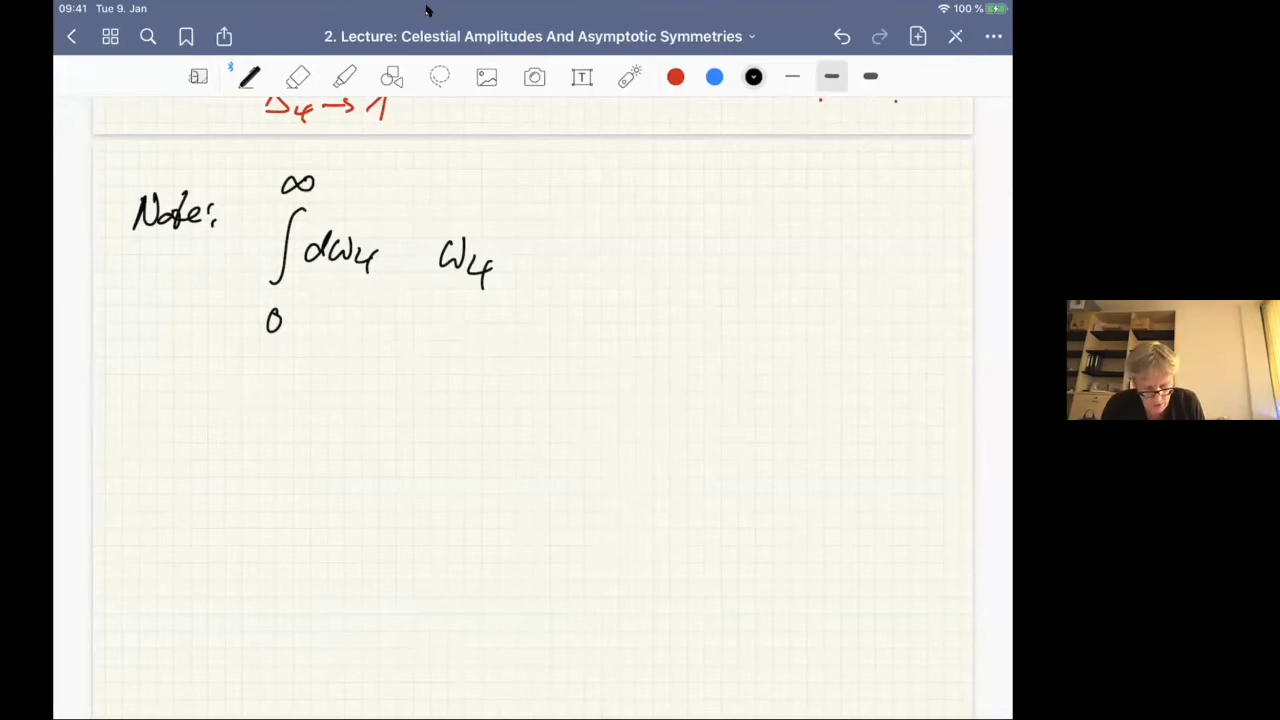 09:41 Tue 9. Jan
100 %
2. Lecture: Celestial Amplitudes And Asymptotic Symmetries
T
Δ₄ → 1
∞
Note: ∫ dω₄ ω₄
0